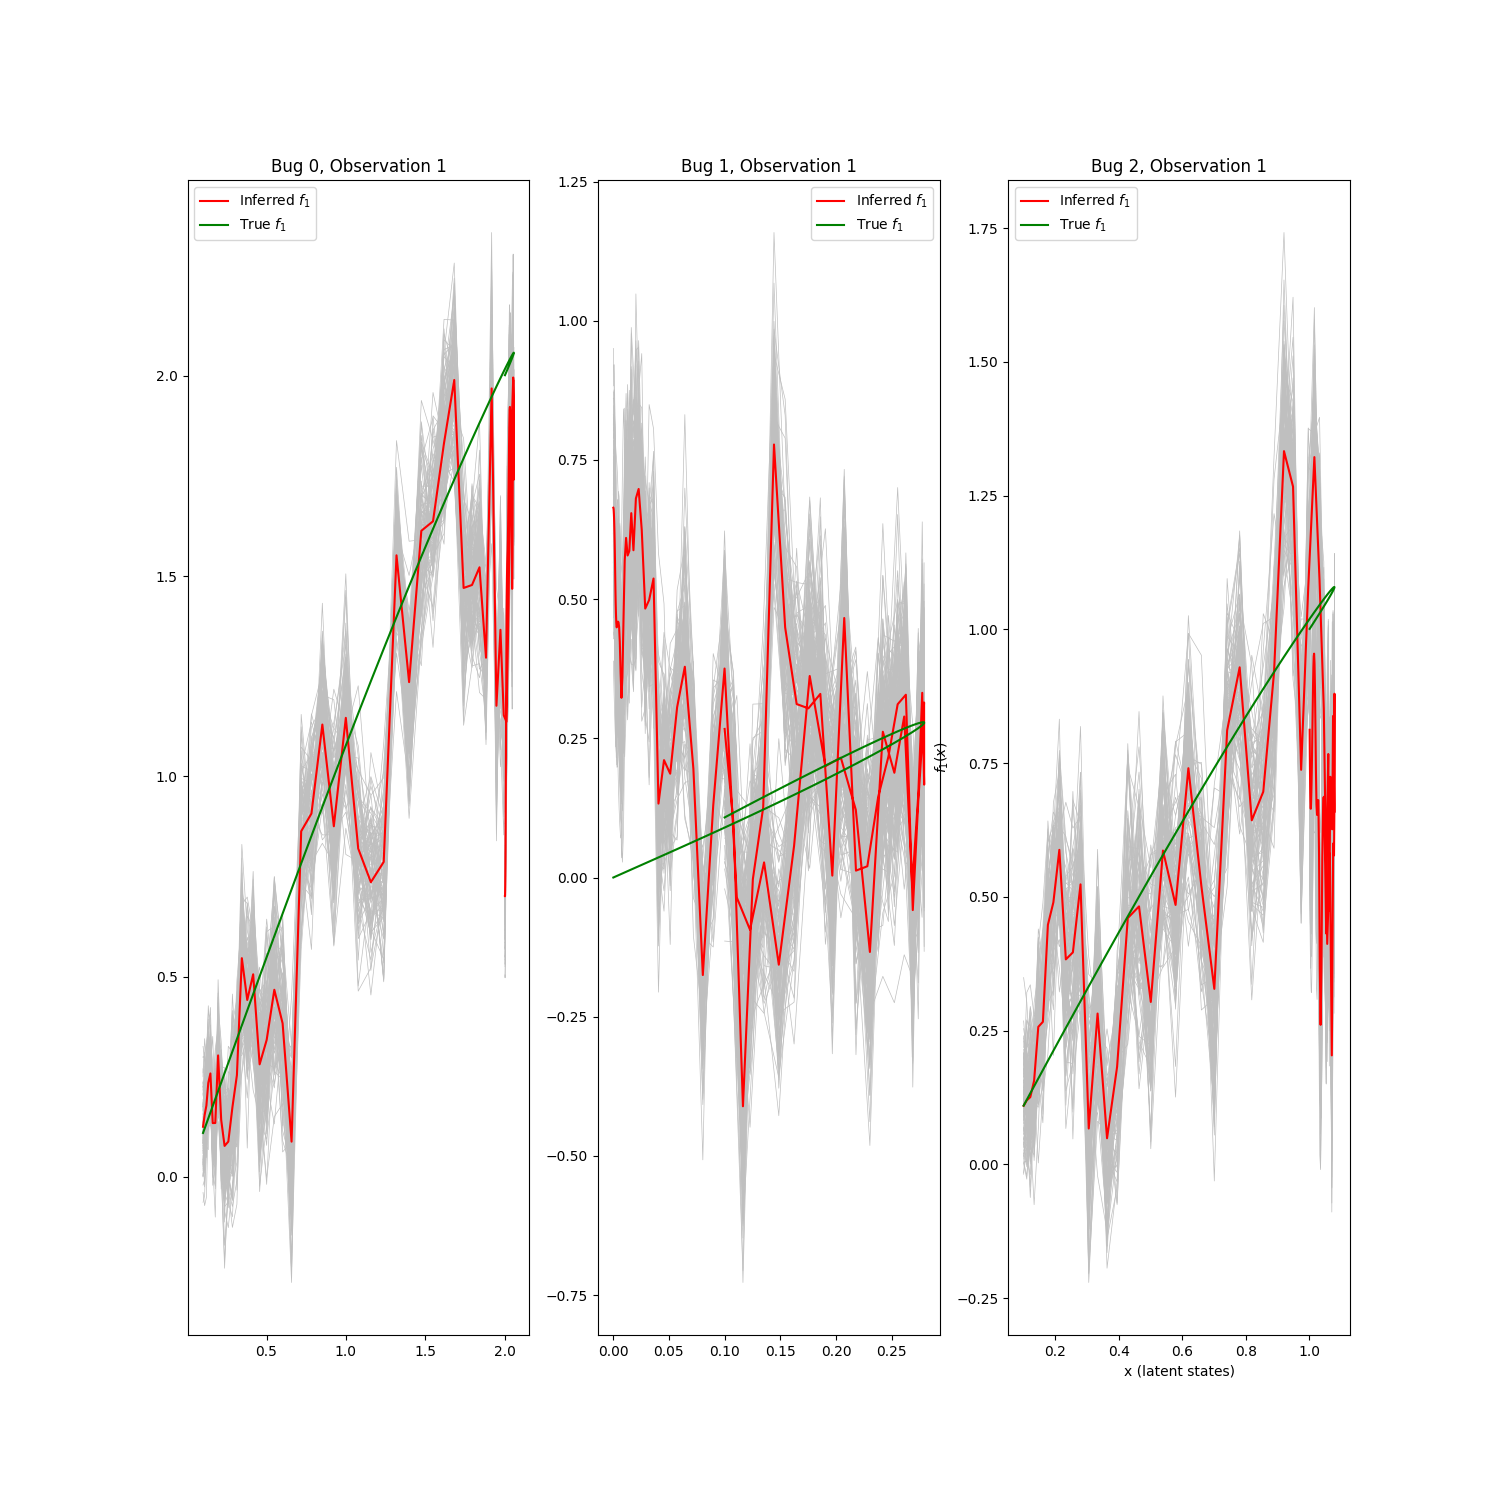 Bug 0, Observation 1
Inferred f₁
True f₁
2.0
1.5
1.0
0.5
0.0
0.5 1.0 1.5 2.0
Bug 1, Observation 1
Inferred f₁
True f₁
1.25
1.00
0.75
0.50
0.25
0.00
−0.25
−0.50
−0.75
0.00 0.05 0.10 0.15 0.20 0.25
Bug 2, Observation 1
Inferred f₁
True f₁
f₁(x)
1.75
1.50
1.25
1.00
0.75
0.50
0.25
0.00
−0.25
0.2 0.4 0.6 0.8 1.0
x (latent states)